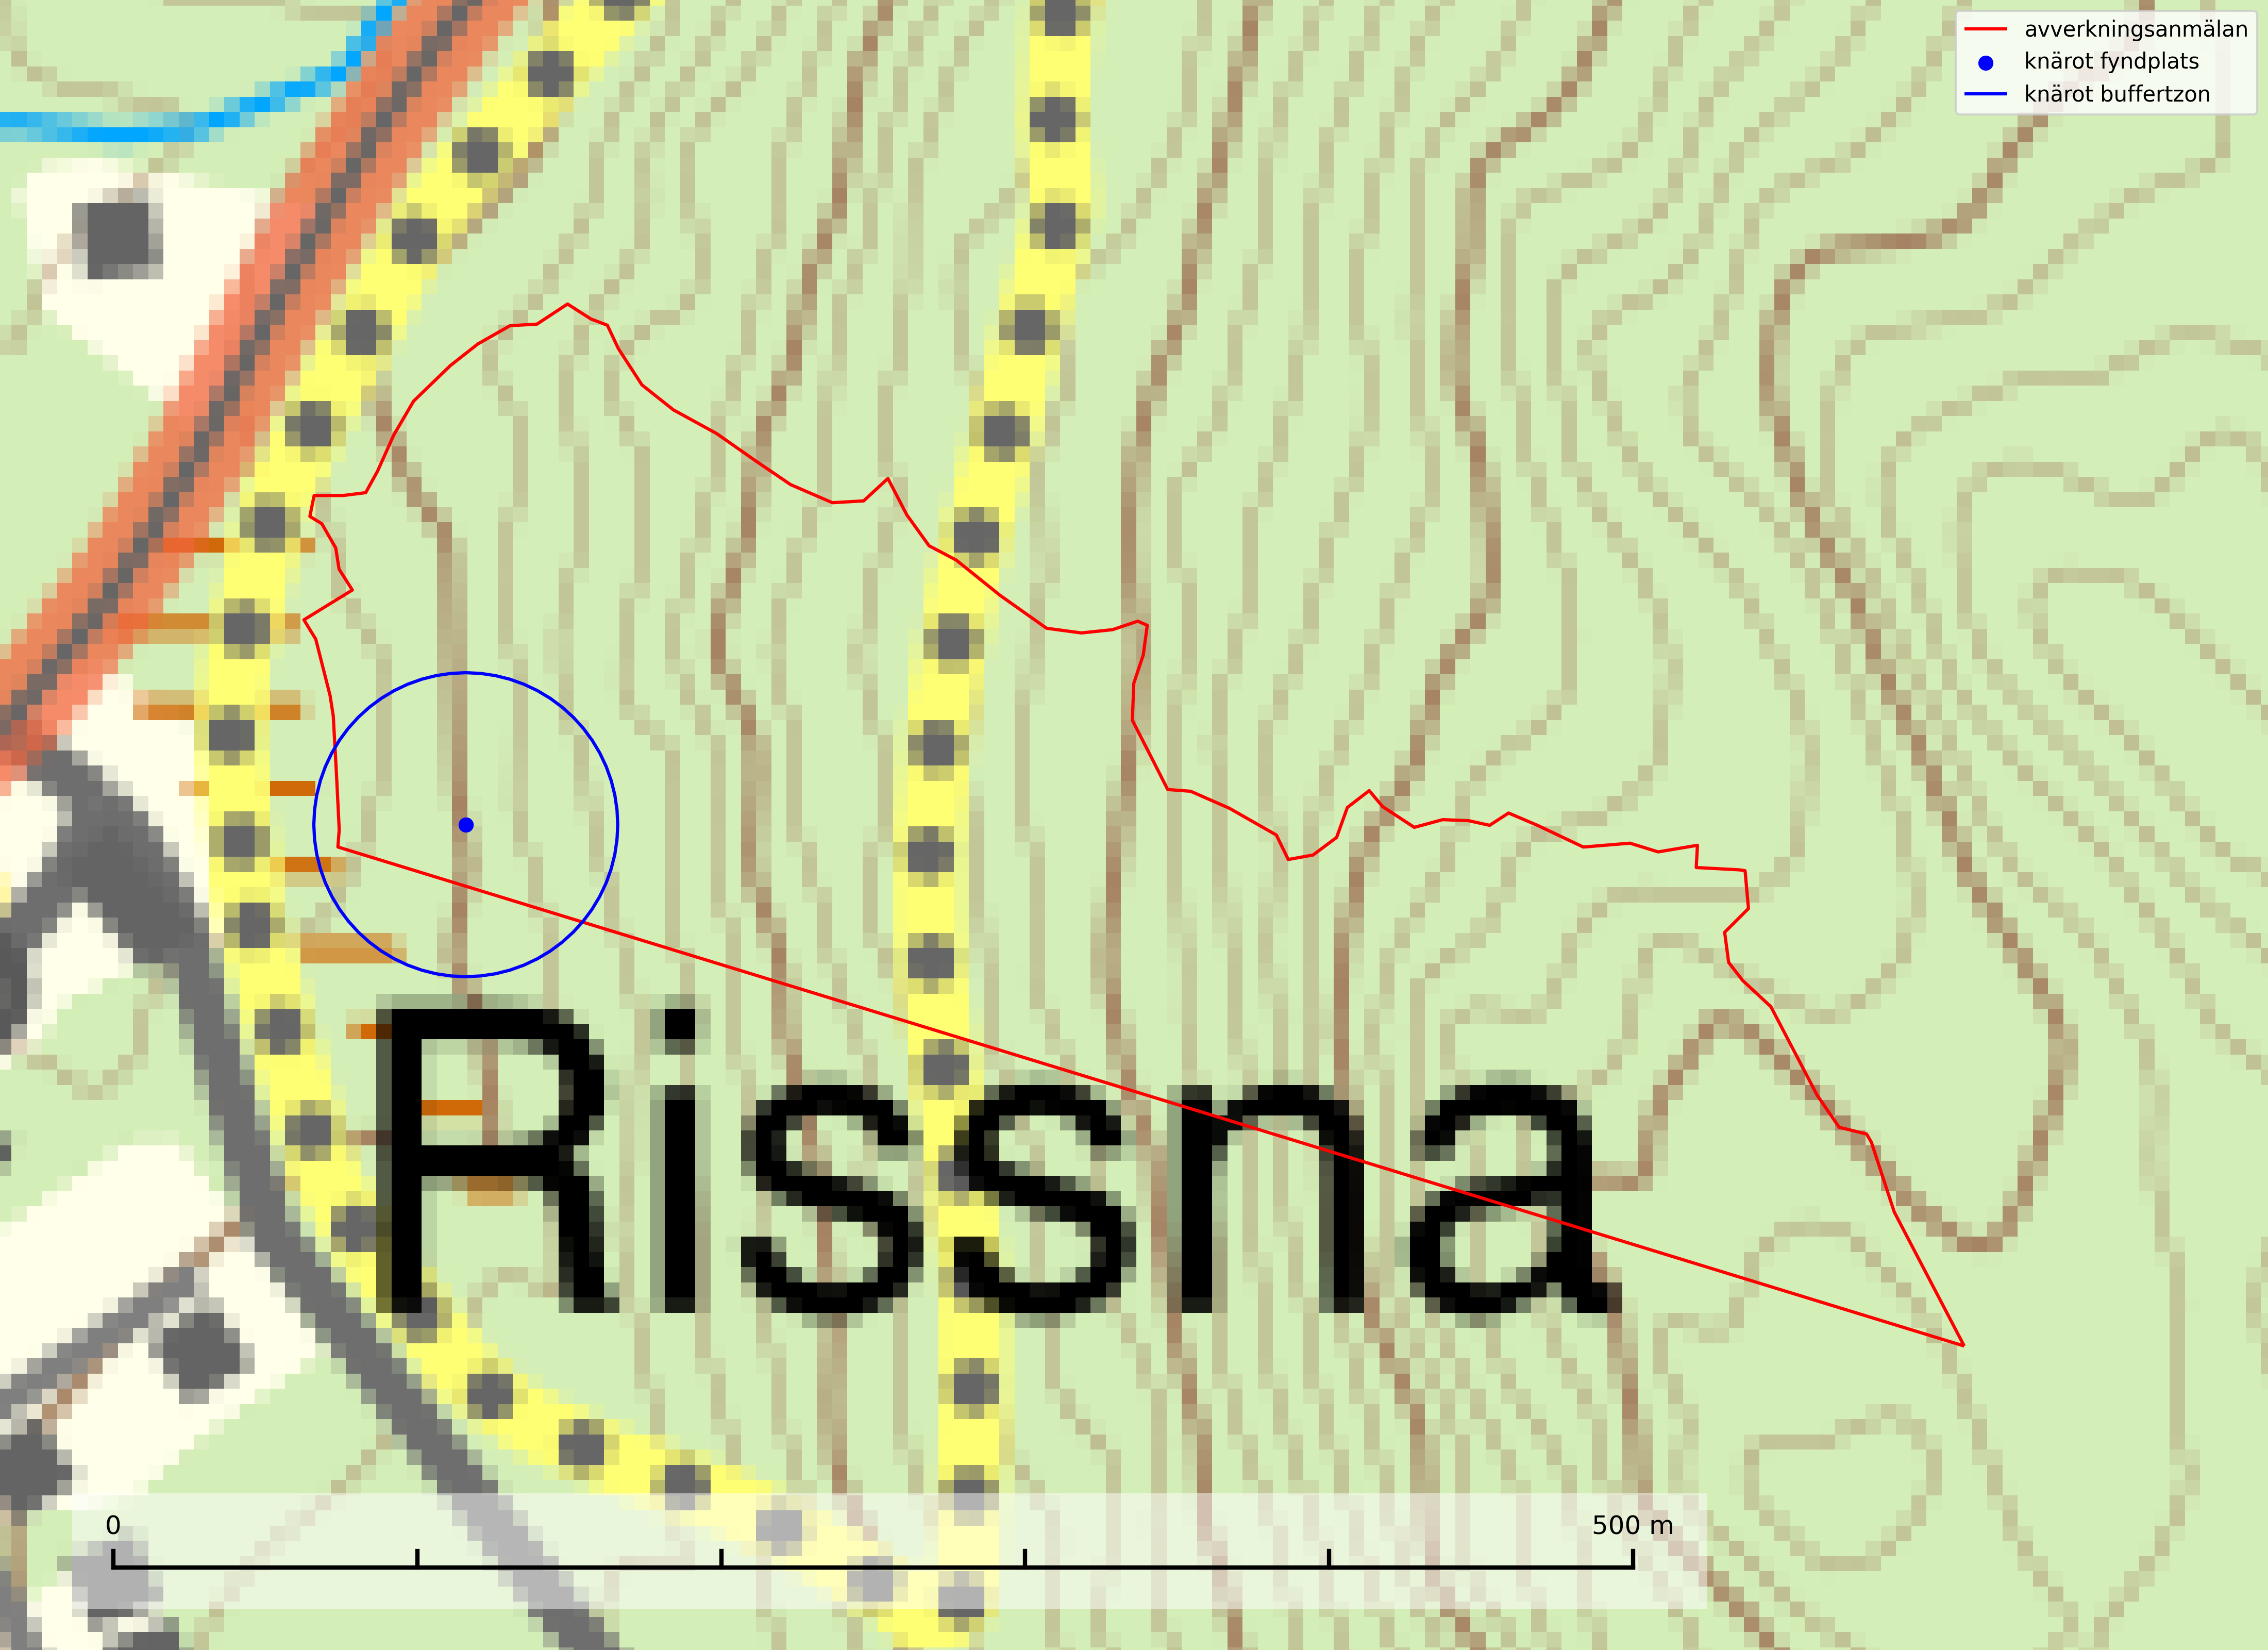 avverkningsanmälan
knärot fyndplats
knärot buffertzon
Rissna
0 500 m